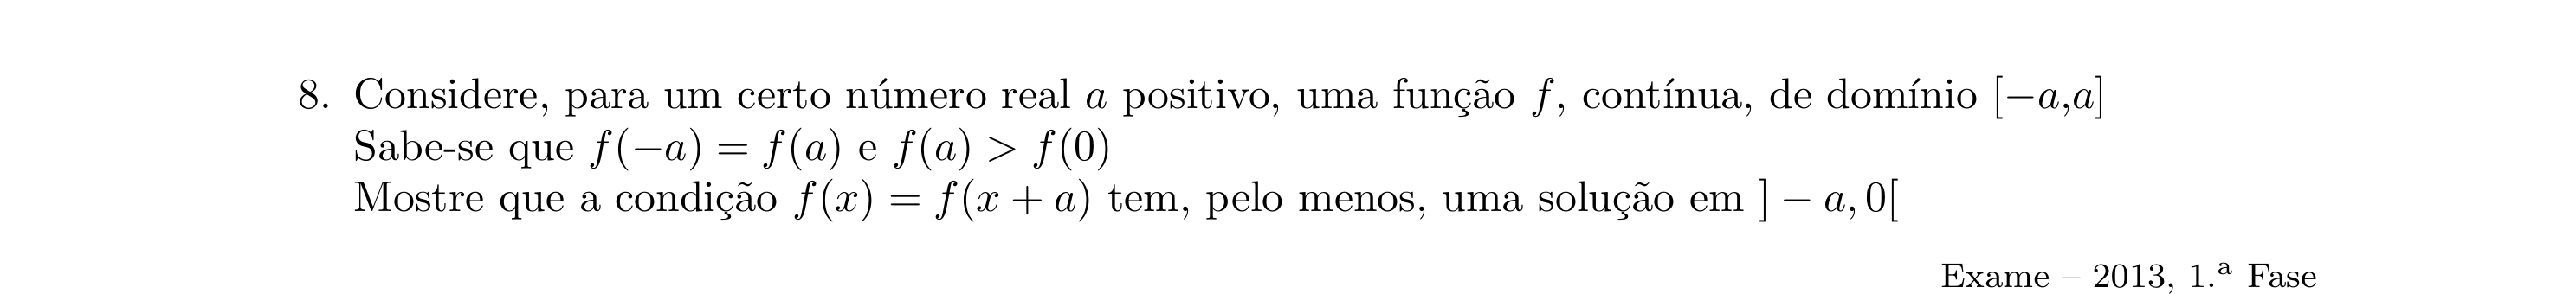 8. Considere, para um certo número real a positivo, uma função f, contínua, de domínio [−a,a]
Sabe-se que f(−a) = f(a) e f(a) > f(0)
Mostre que a condição f(x) = f(x + a) tem, pelo menos, uma solução em ] − a, 0[
Exame – 2013, 1.ª Fase